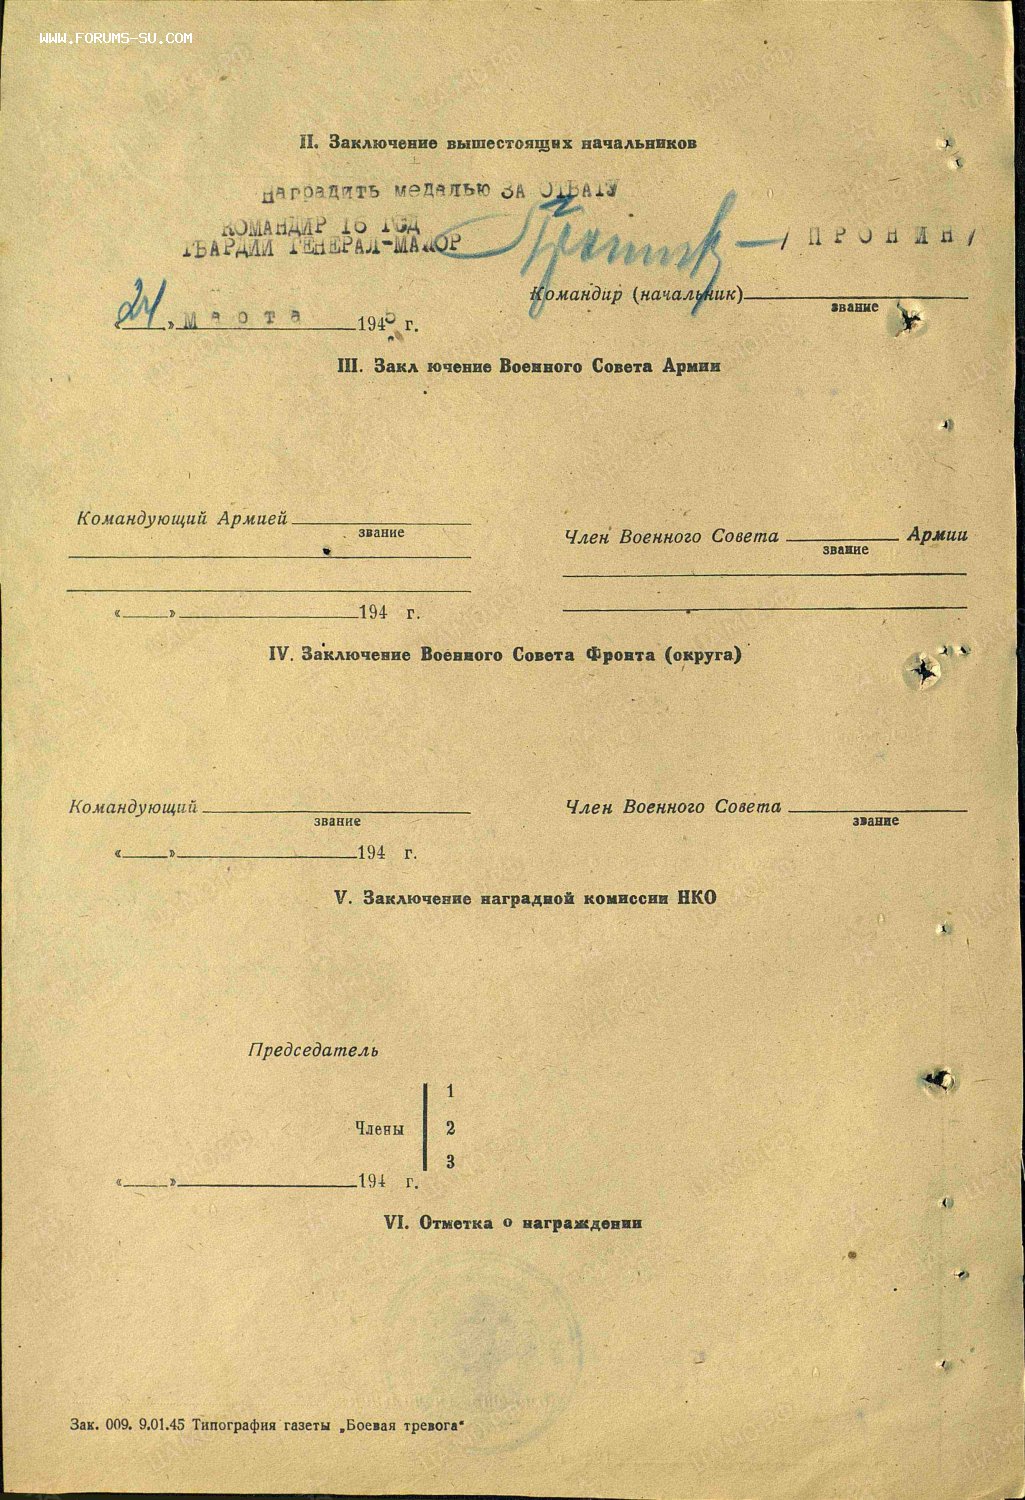 WWW.FORUMS-SU.COM
II. Заключение вышестоящих начальников
Наградить медалью ЗА ОТВАГУ
КОМАНДИР 16 ГСД
ГВАРДИИ ГЕНЕРАЛ-МАЙОР
/ПРОНИН/
Командир (начальник)
звание
"24" марта 1945 г.
III. Закл ючение Военного Совета Армии
Командующий Армией
звание
Член Военного Совета Армии
звание
« » 194 г.
IV. Заключение Военного Совета Фронта (округа)
Командующий
звание
Член Военного Совета
звание
« » 194 г.
V. Заключение наградной комиссии НКО
Председатель
Члены
1
2
3
« » 194 г.
VI. Отметка о награждении
Зак. 009. 9.01.45 Типография газеты „Боевая тревога“